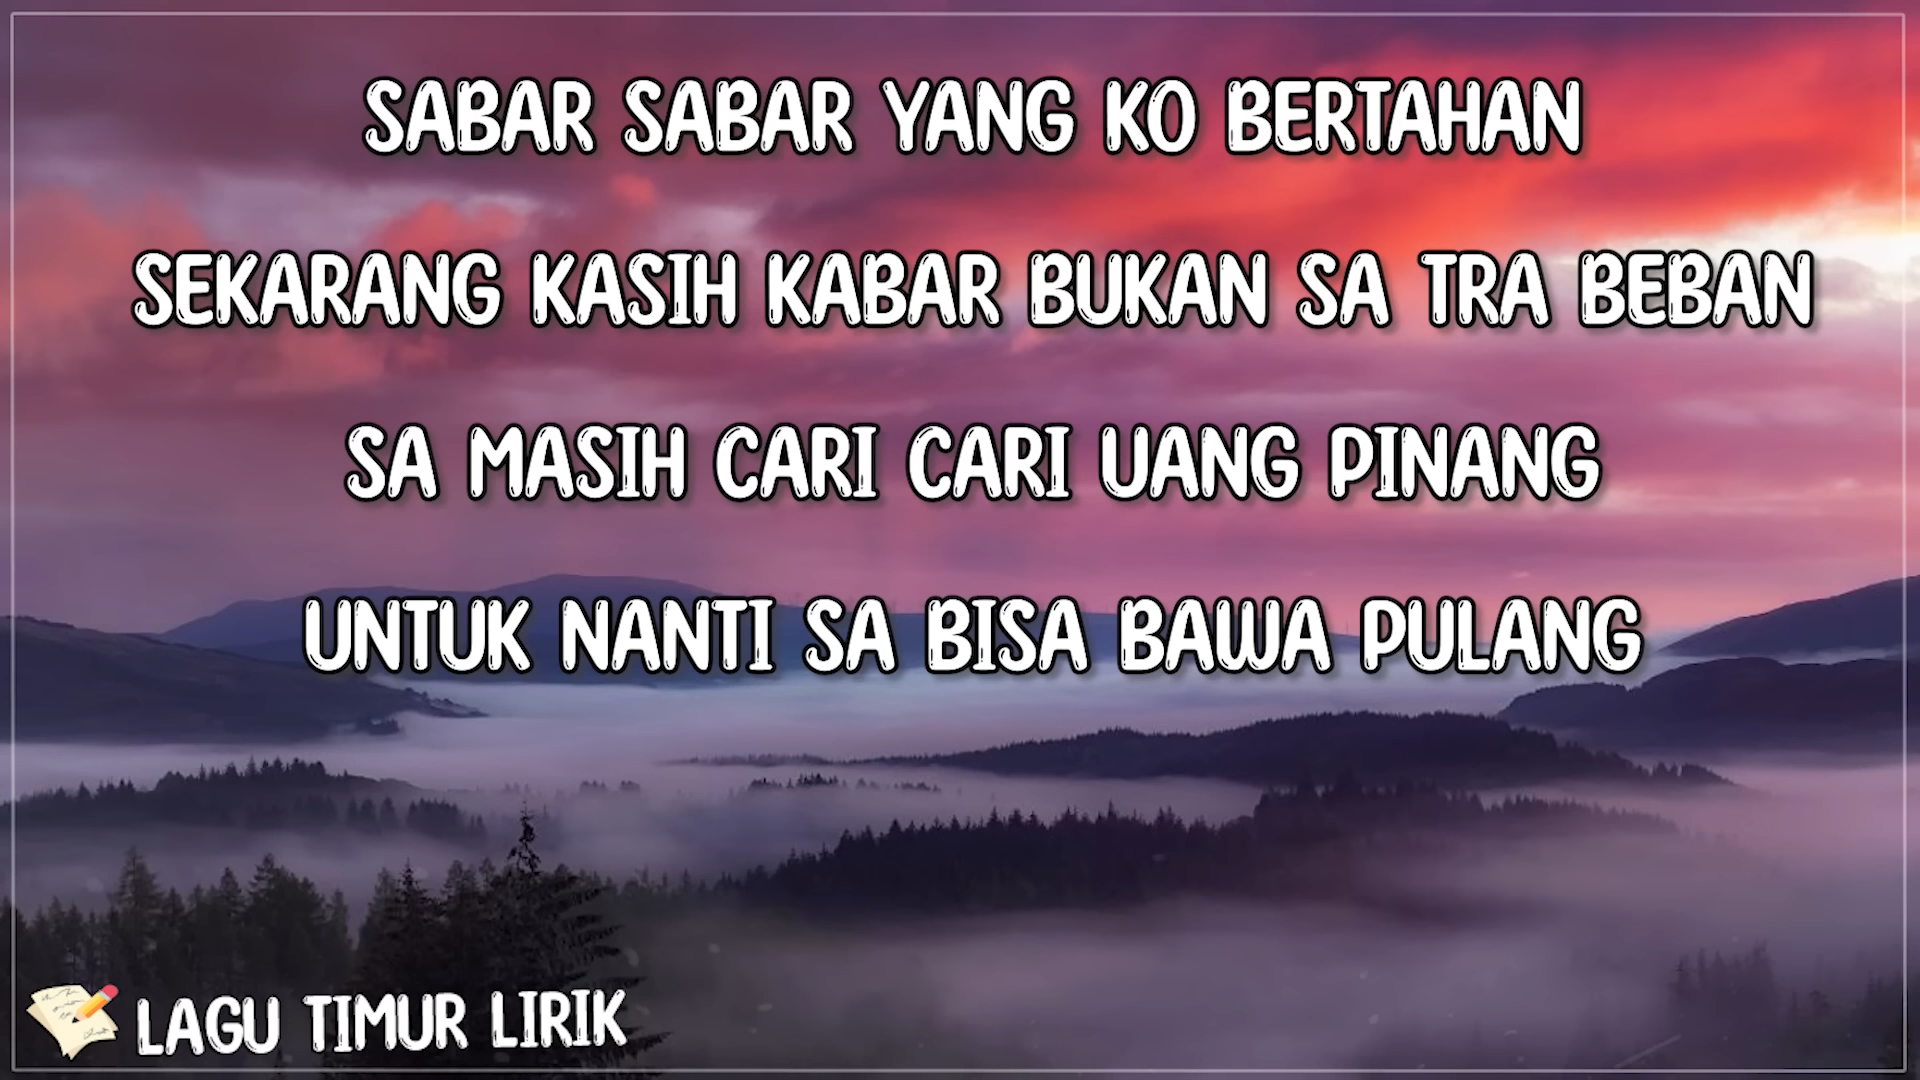 SABAR SABAR YANG KO BERTAHAN
SEKARANG KASIH KABAR BUKAN SA TRA BEBAN
SA MASIH CARI CARI UANG PINANG
UNTUK NANTI SA BISA BAWA PULANG
LAGU TIMUR LIRIK